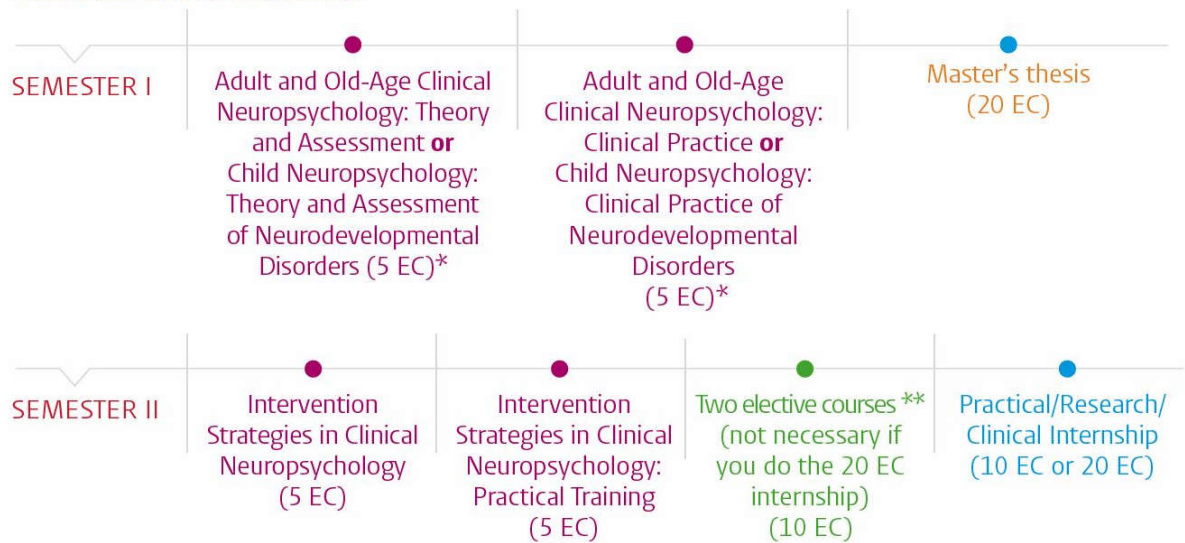 SEMESTER I
Adult and Old-Age Clinical
Neuropsychology: Theory
and Assessment or
Child Neuropsychology:
Theory and Assessment
of Neurodevelopmental
Disorders (5 EC)*
Adult and Old-Age
Clinical Neuropsychology:
Clinical Practice or
Child Neuropsychology:
Clinical Practice of
Neurodevelopmental
Disorders
(5 EC)*
Master's thesis
(20 EC)
SEMESTER II
Intervention
Strategies in Clinical
Neuropsychology
(5 EC)
Intervention
Strategies in Clinical
Neuropsychology:
Practical Training
(5 EC)
Two elective courses **
(not necessary if
you do the 20 EC
internship)
(10 EC)
Practical/Research/
Clinical Internship
(10 EC or 20 EC)